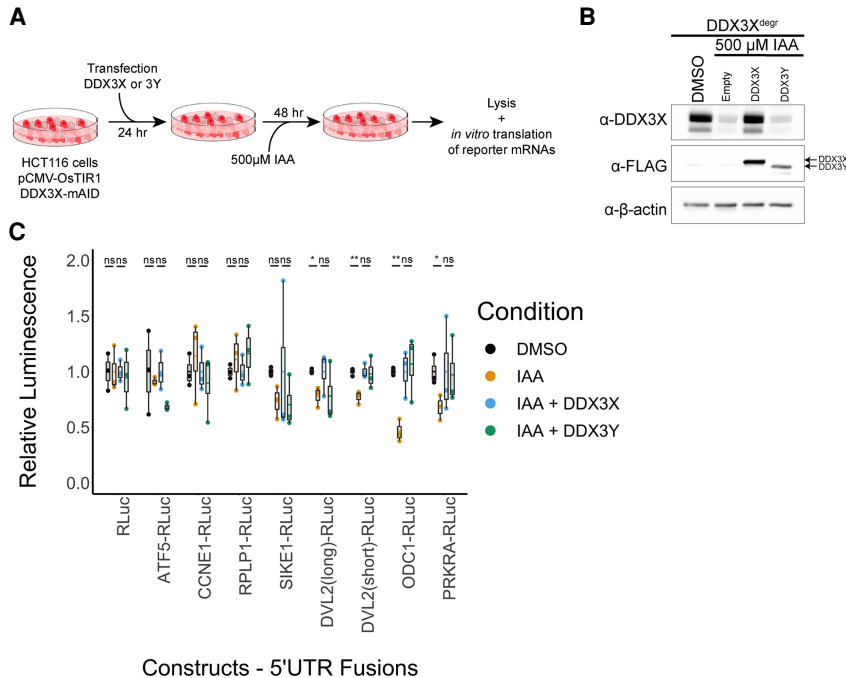 A
Transfection
DDX3X or 3Y
24 hr
48 hr
500µM IAA
HCT116 cells
pCMV-OsTIR1
DDX3X-mAID
Lysis
+
in vitro translation
of reporter mRNAs
B
DDX3Xdegr
500 µM IAA
DMSO
Empty
DDX3X
DDX3Y
α-DDX3X
α-FLAG
DDX3X
DDX3Y
α-β-actin
C
Relative Luminescence
2.0
1.5
1.0
0.5
0.0
ns ns ns ns ns ns ns ns ns ns * ns ** ns ** ns * ns
RLuc
ATF5-RLuc
CCNE1-RLuc
RPLP1-RLuc
SIKE1-RLuc
DVL2(long)-RLuc
DVL2(short)-RLuc
ODC1-RLuc
PRKRA-RLuc
Constructs - 5'UTR Fusions
Condition
DMSO
IAA
IAA + DDX3X
IAA + DDX3Y